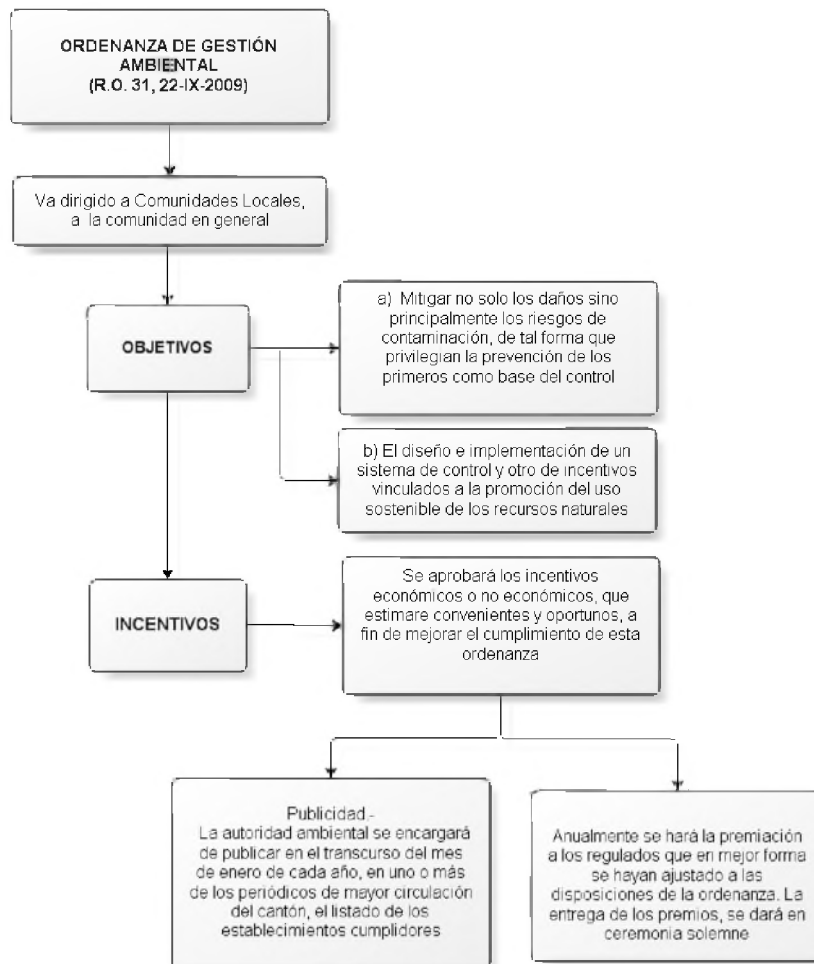 ORDENANZA DE GESTIÓN
AMBIENTAL
(R.O. 31, 22-IX-2009)
Va dirigido a Comunidades Locales,
a la comunidad en general
OBJETIVOS
a) Mitigar no solo los daños sino
principalmente los riesgos de
contaminación, de tal forma que
privilegian la prevención de los
primeros como base del control
b) El diseño e implementación de un
sistema de control y otro de incentivos
vinculados a la promoción del uso
sostenible de los recursos naturales
INCENTIVOS
Se aprobará los incentivos
económicos o no económicos, que
estimare convenientes y oportunos, a
fin de mejorar el cumplimiento de esta
ordenanza
Publicidad.-
La autoridad ambiental se encargará
de publicar en el transcurso del mes
de enero de cada año, en uno o más
de los periódicos de mayor circulación
del cantón, el listado de los
establecimientos cumplidores
Anualmente se hará la premiación
a los regulados que en mejor forma
se hayan ajustado a las
disposiciones de la ordenanza. La
entrega de los premios, se dará en
ceremonia solemne